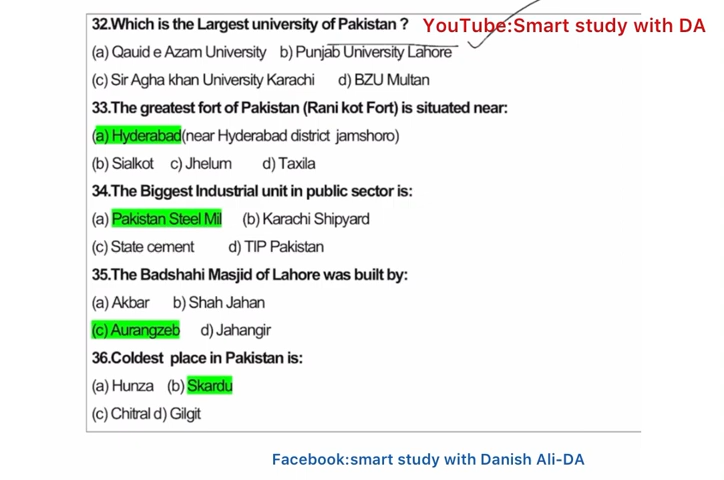 32.Which is the Largest university of Pakistan ? YouTube:Smart study with DA
(a) Qauid e Azam University b) Punjab University Lahore
(c) Sir Agha khan University Karachi d) BZU Multan
33.The greatest fort of Pakistan (Rani kot Fort) is situated near:
(a) Hyderabad(near Hyderabad district jamshoro)
(b) Sialkot c) Jhelum d) Taxila
34.The Biggest Industrial unit in public sector is:
(a) Pakistan Steel Mil (b) Karachi Shipyard
(c) State cement d) TIP Pakistan
35.The Badshahi Masjid of Lahore was built by:
(a) Akbar b) Shah Jahan
(c) Aurangzeb d) Jahangir
36.Coldest place in Pakistan is:
(a) Hunza (b) Skardu
(c) Chitral d) Gilgit
Facebook:smart study with Danish Ali-DA